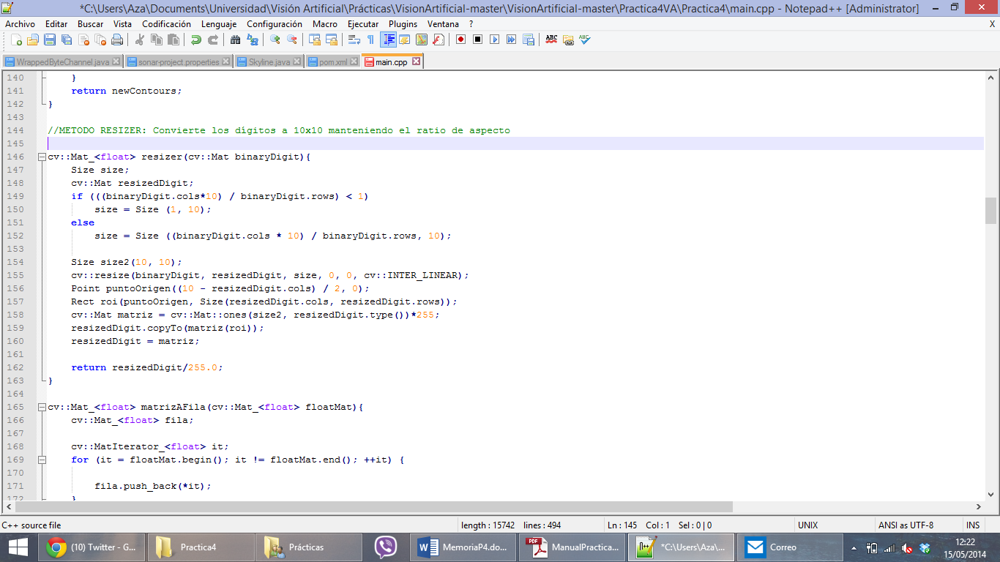 *C:\Users\Aza\Documents\Universidad\Visión Artificial\Prácticas\VisionArtificial-master\VisionArtificial-master\Practica4VA\Practica4\main.cpp - Notepad++ [Administrator]
Archivo Editar Buscar Vista Codificación Lenguaje Configuración Macro Ejecutar Plugins Ventana ? X
WrappedByteChannel.java sonar-project.properties Skyline.java pom.xml main.cpp
140 }
141 return newContours;
142 }
143
144 //METODO RESIZER: Convierte los dígitos a 10x10 manteniendo el ratio de aspecto
145
146 cv::Mat_<float> resizer(cv::Mat binaryDigit){
147 Size size;
148 cv::Mat resizedDigit;
149 if (((binaryDigit.cols*10) / binaryDigit.rows) < 1)
150 size = Size (1, 10);
151 else
152 size = Size ((binaryDigit.cols * 10) / binaryDigit.rows, 10);
153
154 Size size2(10, 10);
155 cv::resize(binaryDigit, resizedDigit, size, 0, 0, cv::INTER_LINEAR);
156 Point puntoOrigen((10 - resizedDigit.cols) / 2, 0);
157 Rect roi(puntoOrigen, Size(resizedDigit.cols, resizedDigit.rows));
158 cv::Mat matriz = cv::Mat::ones(size2, resizedDigit.type())*255;
159 resizedDigit.copyTo(matriz(roi));
160 resizedDigit = matriz;
161
162 return resizedDigit/255.0;
163 }
164
165 cv::Mat_<float> matrizAFila(cv::Mat_<float> floatMat){
166 cv::Mat_<float> fila;
167
168 cv::MatIterator_<float> it;
169 for (it = floatMat.begin(); it != floatMat.end(); ++it) {
170
171 fila.push_back(*it);
172 }
C++ source file length : 15742 lines : 494 Ln : 145 Col : 1 Sel : 0 | 0 UNIX ANSI as UTF-8 INS
(10) Twitter - G... Practica4 Prácticas MemoriaP4.do... ManualPractica... *C:\Users\Aza\... Correo
12:22
15/05/2014